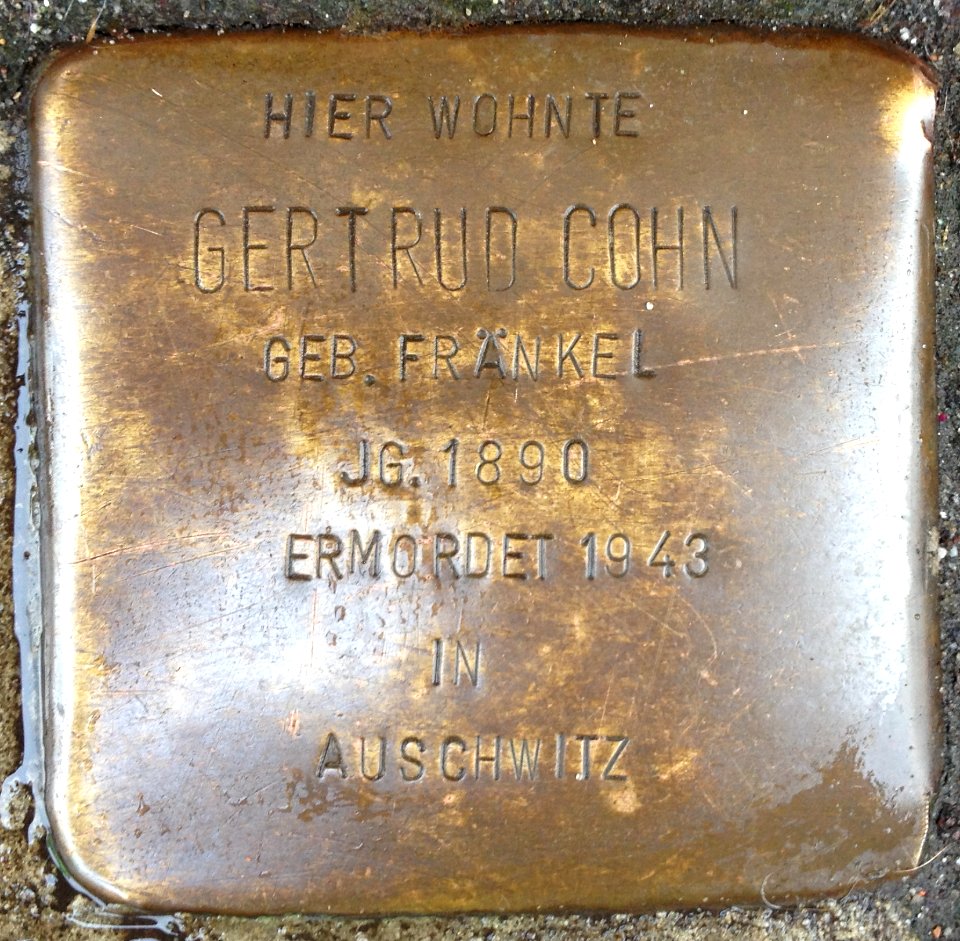 HIER WOHNTE
GERTRUD COHN
GEB. FRÄNKEL
JG. 1890
ERMORDET 1943
IN
AUSCHWITZ